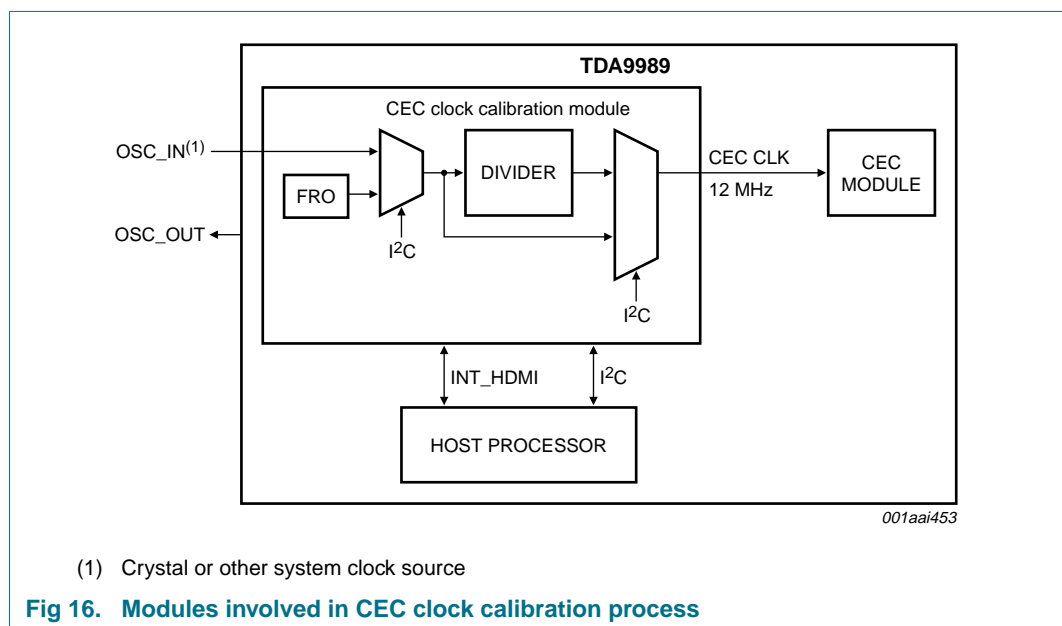 TDA9989
CEC clock calibration module
OSC_IN(1)
FRO
DIVIDER
CEC CLK
12 MHz
CEC
MODULE
OSC_OUT
I2C
I2C
INT_HDMI
I2C
HOST PROCESSOR
001aai453
(1) Crystal or other system clock source
Fig 16. Modules involved in CEC clock calibration process